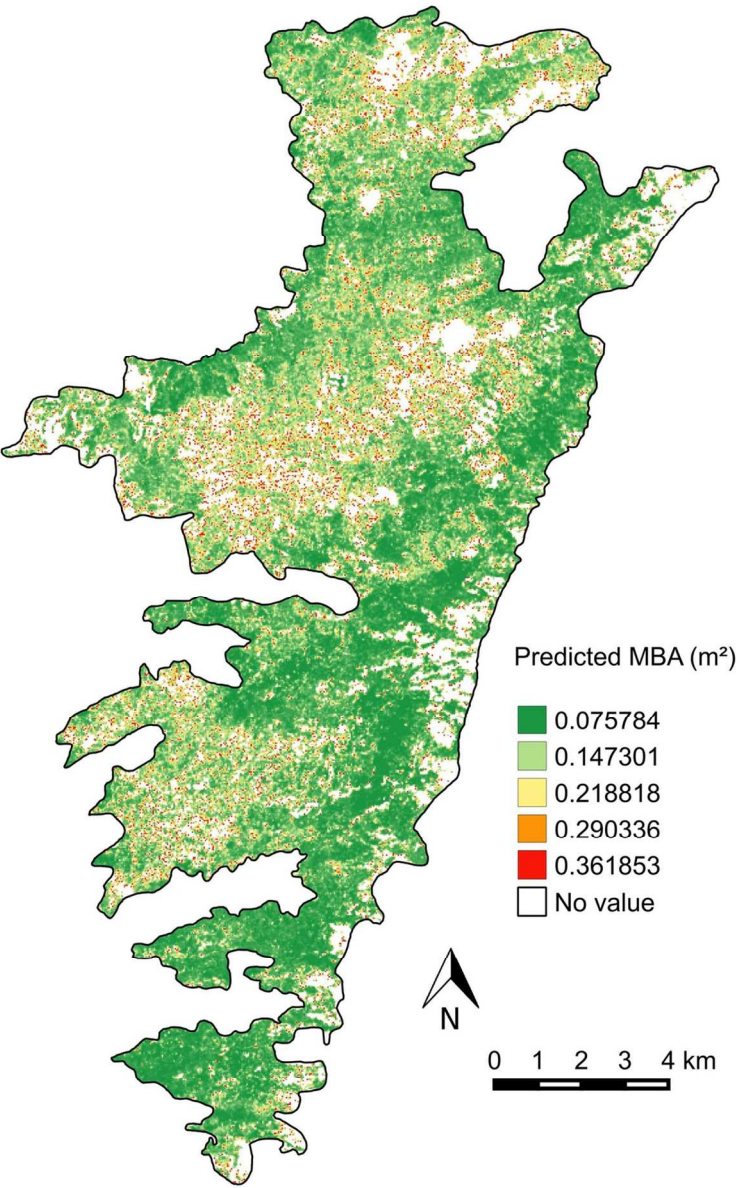 Predicted MBA (m²)
0.075784
0.147301
0.218818
0.290336
0.361853
No value
N
0 1 2 3 4 km